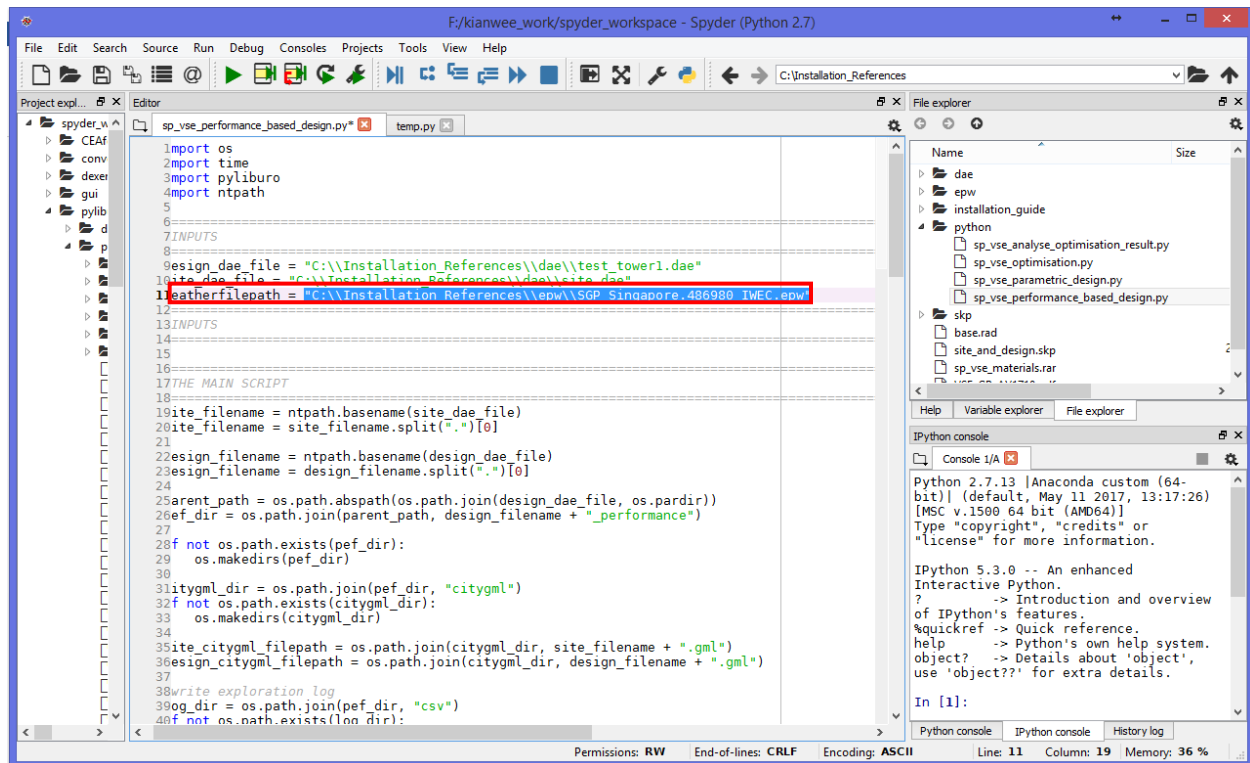 F:/kianwee_work/spyder_workspace - Spyder (Python 2.7)
File Edit Search Source Run Debug Consoles Projects Tools View Help
C:\Installation_References
Project expl...
spyder_w
CEAf
conv
dexer
gui
pylib
d
p
Editor
sp_vse_performance_based_design.py*
temp.py
1mport os
2mport time
3mport pyliburo
4mport ntpath
5
6================================================================================
7INPUTS
8================================================================================
9esign_dae_file = "C:\\Installation_References\\dae\\test_tower1.dae"
10ite_dae_file = "C:\\Installation_References\\dae\\site.dae"
11eatherfilepath = "C:\\Installation_References\\epw\\SGP_Singapore.486980_IWEC.epw"
12================================================================================
13INPUTS
14================================================================================
15
16================================================================================
17THE MAIN SCRIPT
18================================================================================
19ite_filename = ntpath.basename(site_dae_file)
20ite_filename = site_filename.split(".")[0]
21
22esign_filename = ntpath.basename(design_dae_file)
23esign_filename = design_filename.split(".")[0]
24
25arent_path = os.path.abspath(os.path.join(design_dae_file, os.pardir))
26ef_dir = os.path.join(parent_path, design_filename + "_performance")
27
28f not os.path.exists(pef_dir):
29   os.makedirs(pef_dir)
30
31itygml_dir = os.path.join(pef_dir, "citygml")
32f not os.path.exists(citygml_dir):
33   os.makedirs(citygml_dir)
34
35ite_citygml_filepath = os.path.join(citygml_dir, site_filename + ".gml")
36esign_citygml_filepath = os.path.join(citygml_dir, design_filename + ".gml")
37
38write exploration log
39og_dir = os.path.join(pef_dir, "csv")
40f not os.path.exists(log_dir):
File explorer
Name Size
dae
epw
installation_guide
python
sp_vse_analyse_optimisation_result.py
sp_vse_optimisation.py
sp_vse_parametric_design.py
sp_vse_performance_based_design.py
skp
base.rad
site_and_design.skp
sp_vse_materials.rar
Help Variable explorer File explorer
IPython console
Console 1/A
Python 2.7.13 |Anaconda custom (64-
bit)| (default, May 11 2017, 13:17:26)
[MSC v.1500 64 bit (AMD64)]
Type "copyright", "credits" or
"license" for more information.
IPython 5.3.0 -- An enhanced
Interactive Python.
?         -> Introduction and overview
of IPython's features.
%quickref -> Quick reference.
help      -> Python's own help system.
object?   -> Details about 'object',
use 'object??' for extra details.
In [1]:
Python console IPython console History log
Permissions: RW End-of-lines: CRLF Encoding: ASCII Line: 11 Column: 19 Memory: 36 %